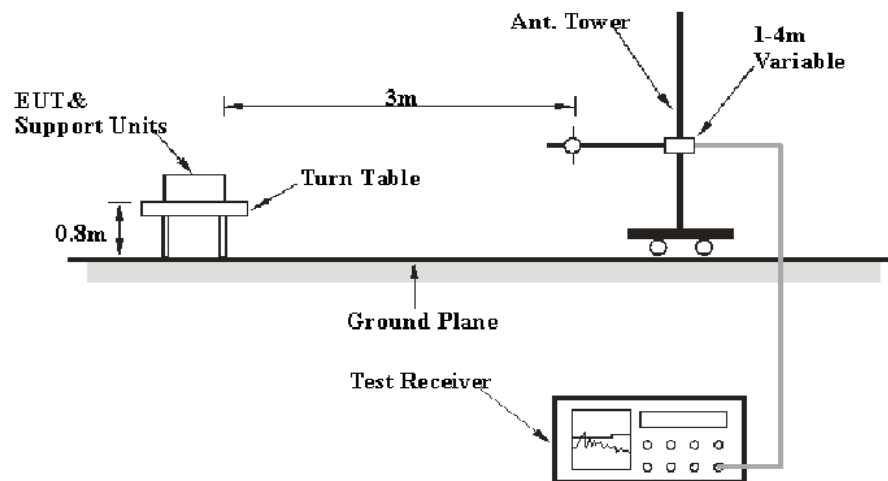 Ant. Tower
1-4m
Variable
3m
EUT&
Support Units
Turn Table
0.8m
Ground Plane
Test Receiver